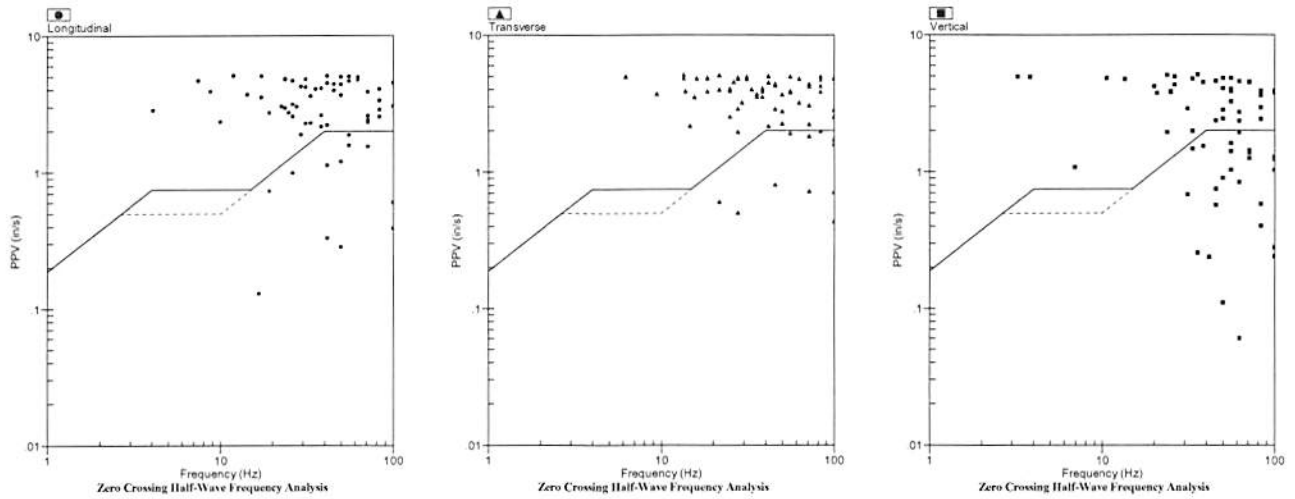 Longitudinal
10
1
.1
.01
PPV (in/s)
1
10
100
Frequency (Hz)
Zero Crossing Half-Wave Frequency Analysis
Transverse
10
1
.1
.01
PPV (in/s)
1
10
100
Frequency (Hz)
Zero Crossing Half-Wave Frequency Analysis
Vertical
10
1
.1
.01
PPV (in/s)
1
10
100
Frequency (Hz)
Zero Crossing Half-Wave Frequency Analysis